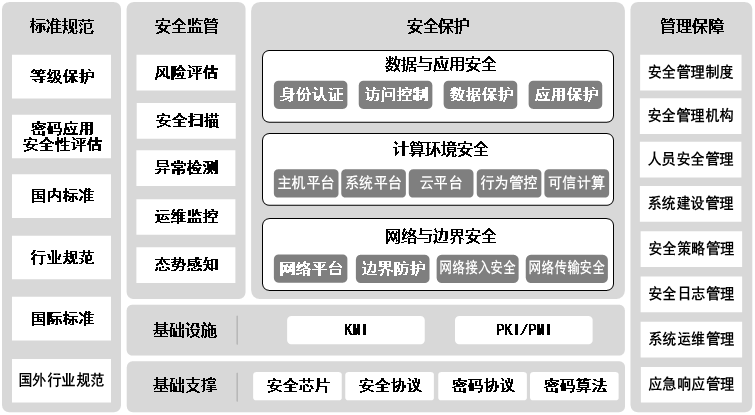 标准规范
等级保护
密码应用
安全性评估
国内标准
行业规范
国际标准
国外行业规范
安全监管
风险评估
安全扫描
异常检测
运维监控
态势感知
安全保护
数据与应用安全
身份认证 访问控制 数据保护 应用保护
计算环境安全
主机平台 系统平台 云平台 行为管控 可信计算
网络与边界安全
网络平台 边界防护 网络接入安全 网络传输安全
基础设施 KMI PKI/PMI
基础支撑 安全芯片 安全协议 密码协议 密码算法
管理保障
安全管理制度
安全管理机构
人员安全管理
系统建设管理
安全策略管理
安全日志管理
系统运维管理
应急响应管理